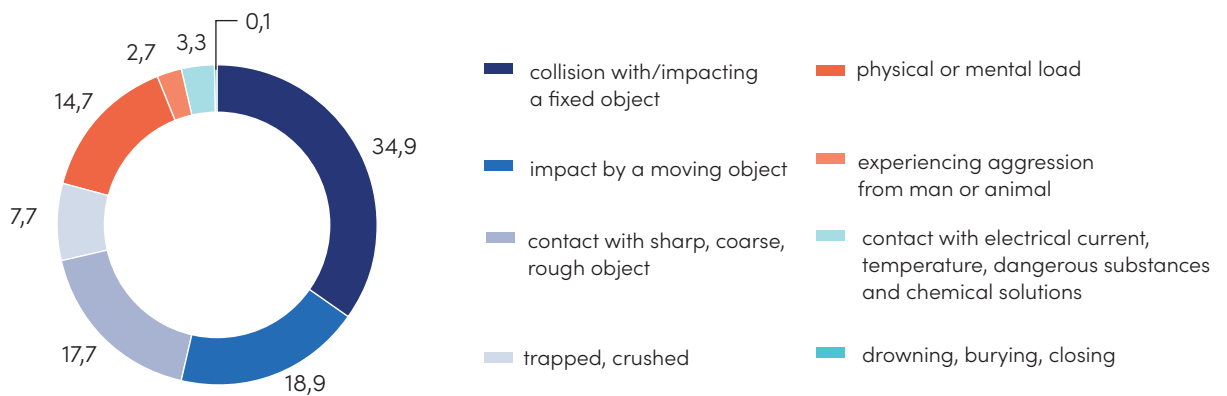 0,1
3,3
2,7
14,7
34,9
7,7
17,7
18,9
collision with/impacting
a fixed object
impact by a moving object
contact with sharp, coarse,
rough object
trapped, crushed
physical or mental load
experiencing aggression
from man or animal
contact with electrical current,
temperature, dangerous substances
and chemical solutions
drowning, burying, closing